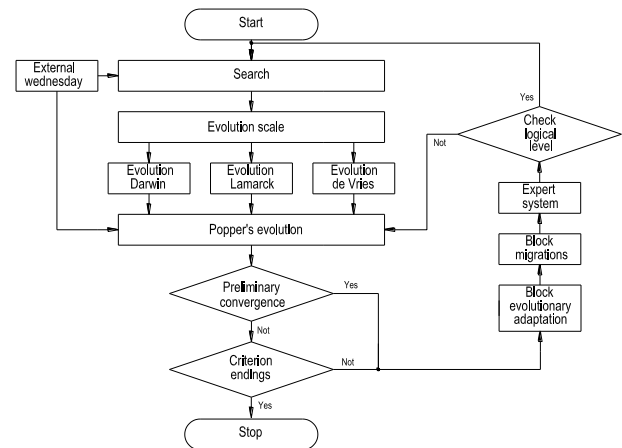 Start
External
wednesday
Search
Yes
Check
logical
level
Evolution scale
Not
Evolution
Darwin
Evolution
Lamarck
Evolution
de Vries
Expert
system
Popper's evolution
Block
migrations
Preliminary
convergence
Yes
Block
evolutionary
adaptation
Not
Criterion
endings
Not
Yes
Stop